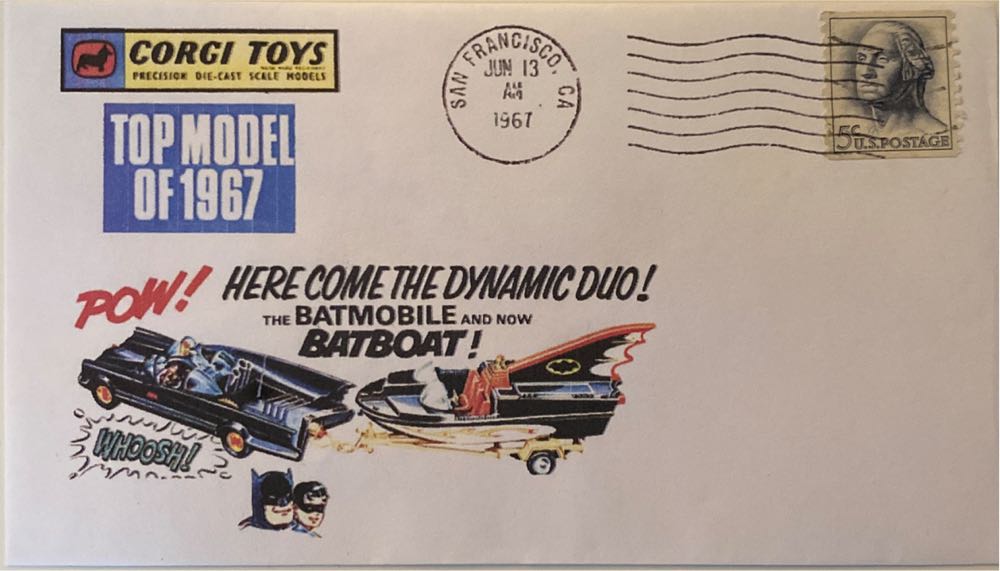 CORGI TOYS
PRECISION DIE-CAST SCALE MODELS
TOP MODEL
OF 1967
SAN FRANCISCO, CA
JUN 13
AM
1967
5c
U.S. POSTAGE
POW!
HERE COME THE DYNAMIC DUO!
THE BATMOBILE AND NOW
BATBOAT!
WHOOSH!